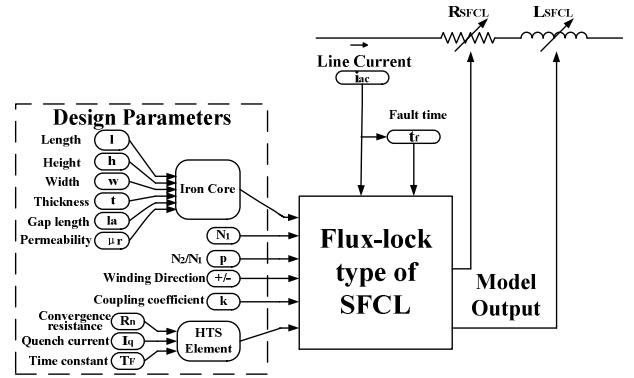 RSFCL LSFCL
Line Current
iac
Fault time
tf
Design Parameters
Length l
Height h
Width w
Thickness t
Gap length la
Permeability μr
Iron Core
N1
N2/N1 p
Winding Direction +/-
Coupling coefficient k
Convergence
resistance Rn
Quench current Iq
Time constant TF
HTS
Element
Flux-lock
type of
SFCL
Model
Output